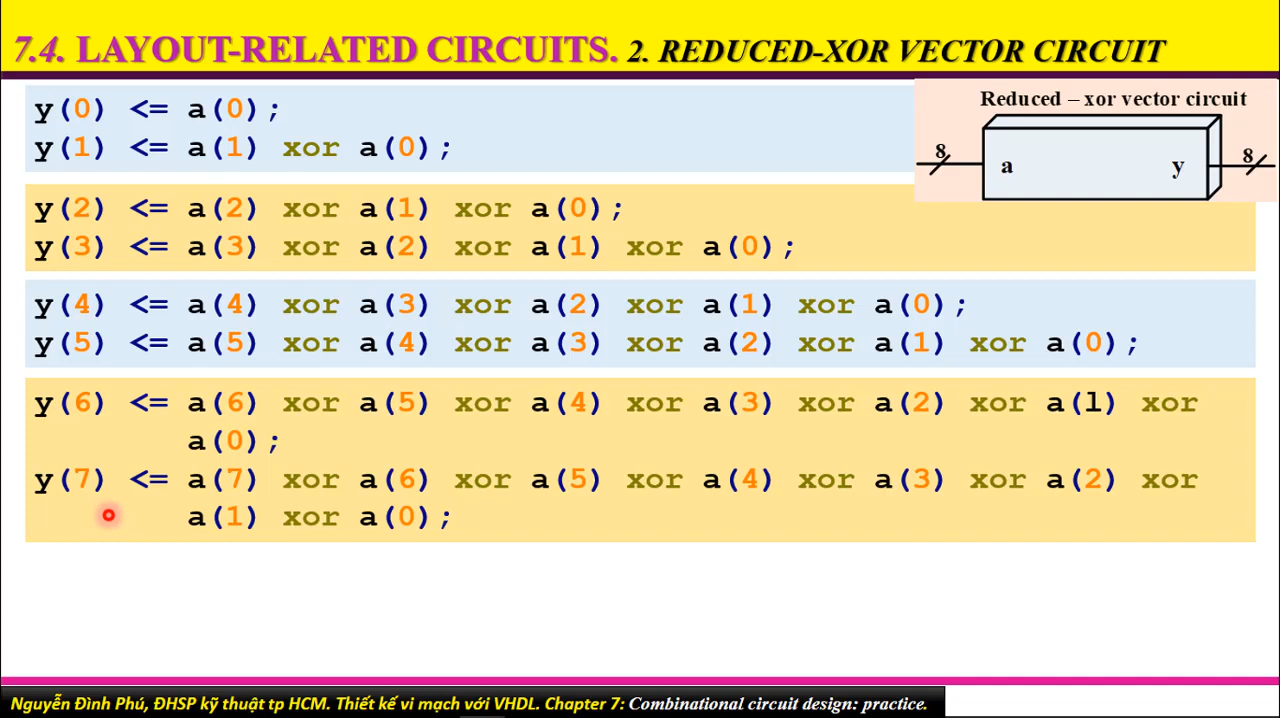 7.4. LAYOUT-RELATED CIRCUITS. 2. REDUCED-XOR VECTOR CIRCUIT
y(0) <= a(0);
y(1) <= a(1) xor a(0);
Reduced – xor vector circuit
8
a
y
8
y(2) <= a(2) xor a(1) xor a(0);
y(3) <= a(3) xor a(2) xor a(1) xor a(0);
y(4) <= a(4) xor a(3) xor a(2) xor a(1) xor a(0);
y(5) <= a(5) xor a(4) xor a(3) xor a(2) xor a(1) xor a(0);
y(6) <= a(6) xor a(5) xor a(4) xor a(3) xor a(2) xor a(l) xor
a(0);
y(7) <= a(7) xor a(6) xor a(5) xor a(4) xor a(3) xor a(2) xor
a(1) xor a(0);
Nguyễn Đình Phú, ĐHSP kỹ thuật tp HCM. Thiết kế vi mạch với VHDL. Chapter 7: Combinational circuit design: practice.